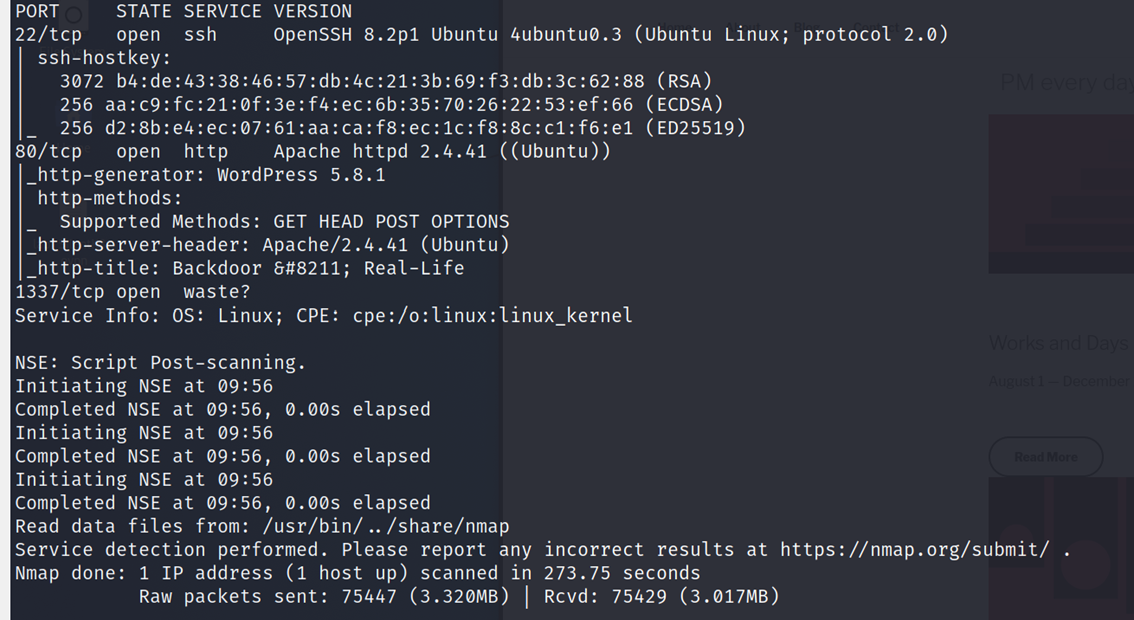 PORT     STATE SERVICE VERSION
22/tcp   open  ssh     OpenSSH 8.2p1 Ubuntu 4ubuntu0.3 (Ubuntu Linux; protocol 2.0)
| ssh-hostkey:
|   3072 b4:de:43:38:46:57:db:4c:21:3b:69:f3:db:3c:62:88 (RSA)
|   256 aa:c9:fc:21:0f:3e:f4:ec:6b:35:70:26:22:53:ef:66 (ECDSA)
|_  256 d2:8b:e4:ec:07:61:aa:ca:f8:ec:1c:f8:8c:c1:f6:e1 (ED25519)
80/tcp   open  http    Apache httpd 2.4.41 ((Ubuntu))
|_http-generator: WordPress 5.8.1
| http-methods:
|_  Supported Methods: GET HEAD POST OPTIONS
|_http-server-header: Apache/2.4.41 (Ubuntu)
|_http-title: Backdoor &#8211; Real-Life
1337/tcp open  waste?
Service Info: OS: Linux; CPE: cpe:/o:linux:linux_kernel
NSE: Script Post-scanning.
Initiating NSE at 09:56
Completed NSE at 09:56, 0.00s elapsed
Initiating NSE at 09:56
Completed NSE at 09:56, 0.00s elapsed
Initiating NSE at 09:56
Completed NSE at 09:56, 0.00s elapsed
Read data files from: /usr/bin/../share/nmap
Service detection performed. Please report any incorrect results at https://nmap.org/submit/ .
Nmap done: 1 IP address (1 host up) scanned in 273.75 seconds
           Raw packets sent: 75447 (3.320MB) | Rcvd: 75429 (3.017MB)
PM every day
Works and Days
August 1 — December
Read More